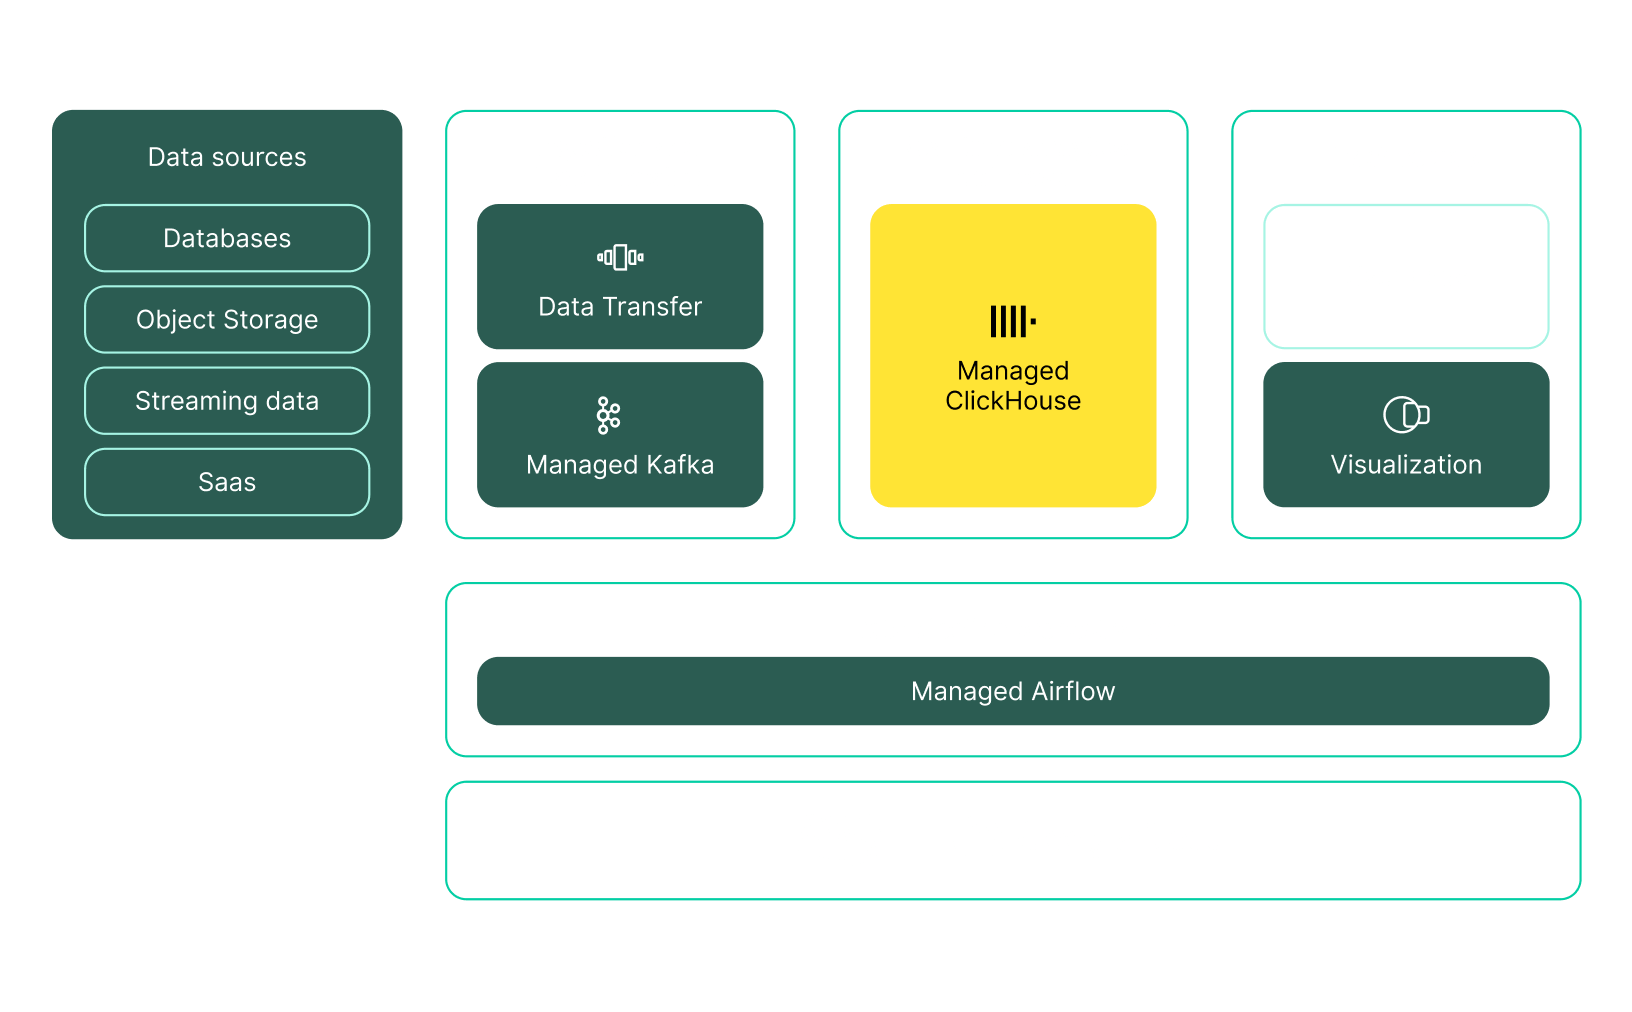 Data sources
Databases
Object Storage
Streaming data
Saas
Data Transfer
Managed Kafka
Managed
ClickHouse
Visualization
Managed Airflow